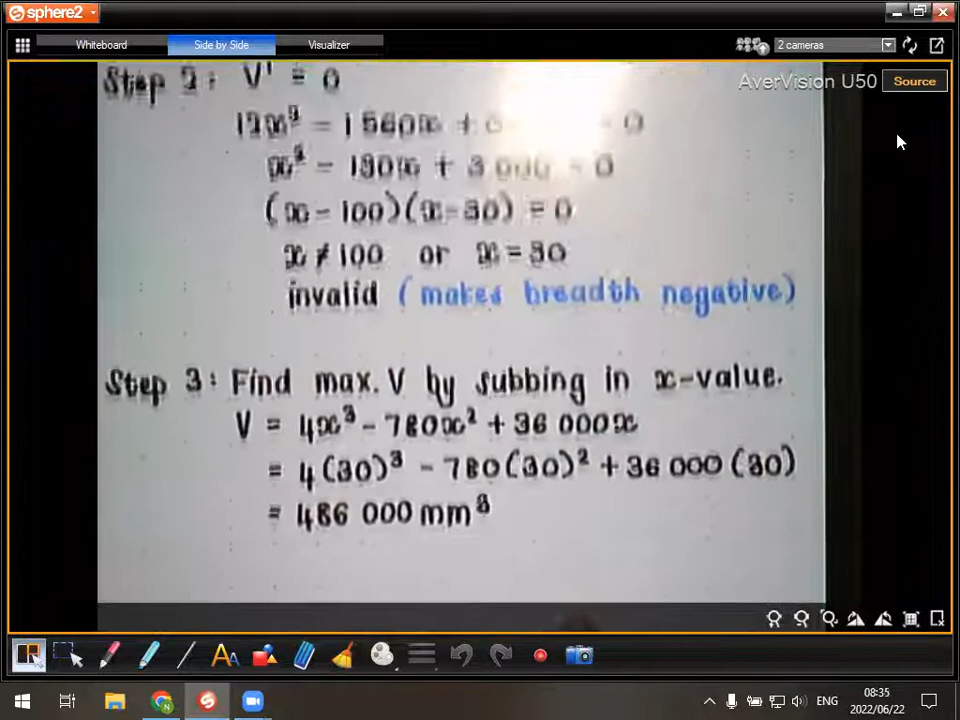 sphere2
Whiteboard Side by Side Visualizer 2 cameras
AverVision U50 Source
Step 2: V' = 0
12x² - 1560x + 0
x² - 130x + 3 000 = 0
(x - 100)(x - 30) = 0
x ≠ 100 or x = 30
invalid (makes breadth negative)
Step 3: Find max. V by subbing in x-value.
V = 4x³ - 780x² + 36 000x
= 4(30)³ - 780(30)² + 36 000(30)
= 486 000 mm³
ENG 08:35
2022/06/22